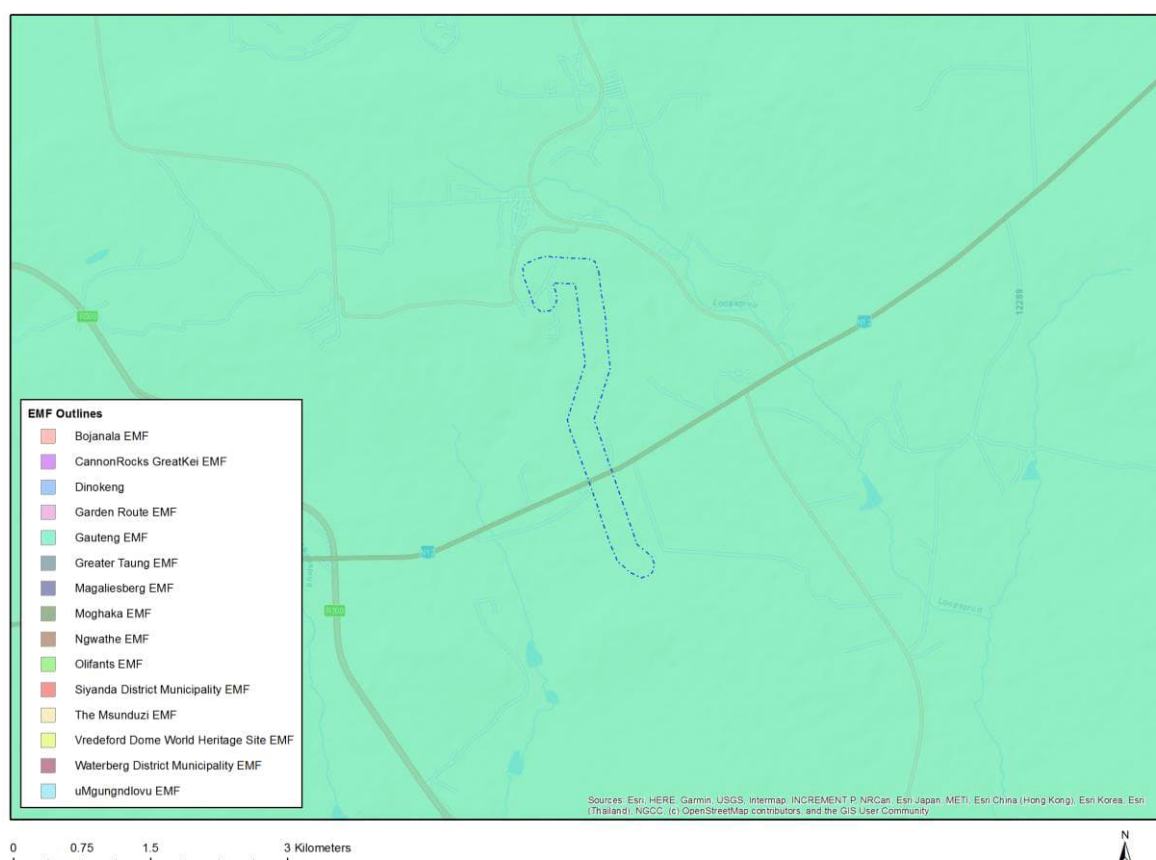 Loopspruit
12289
R500
N12
EMF Outlines
Bojanala EMF
CannonRocks GreatKei EMF
Dinokeng
Garden Route EMF
Gauteng EMF
Greater Taung EMF
Magaliesberg EMF
Moghaka EMF
Ngwathe EMF
Olifants EMF
Siyanda District Municipality EMF
The Msunduzi EMF
Vredeford Dome World Heritage Site EMF
Waterberg District Municipality EMF
uMgungndlovu EMF
N12
R500
Loopspruit
Sources: Esri, HERE, Garmin, USGS, Intermap, INCREMENT P, NRCan, Esri Japan, METI, Esri China (Hong Kong), Esri Korea, Esri
(Thailand), NGCC, (c) OpenStreetMap contributors, and the GIS User Community
0 0.75 1.5 3 Kilometers
N